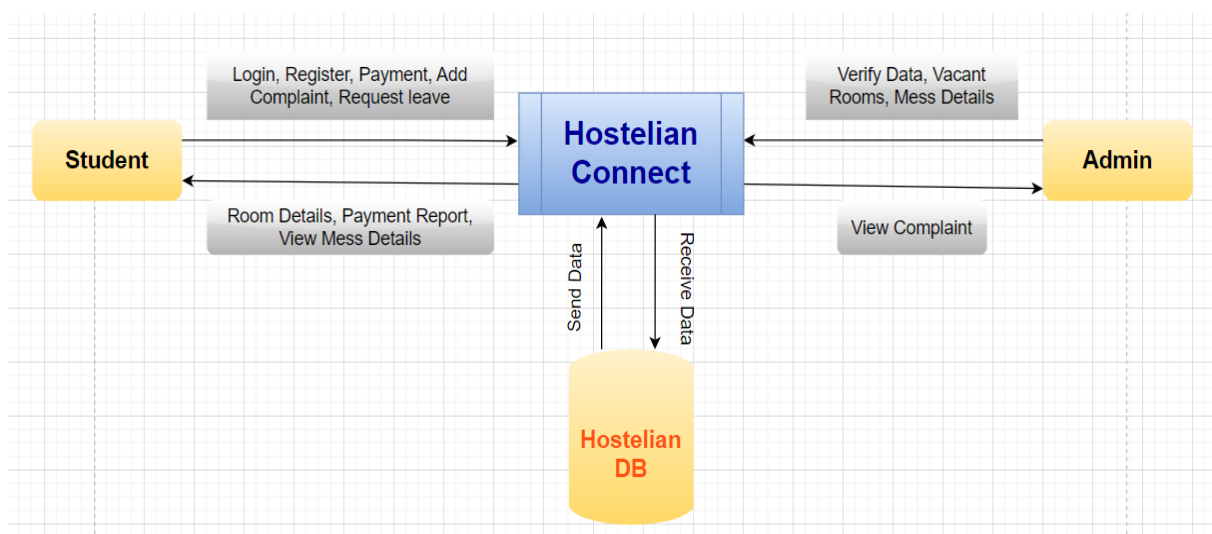 Login, Register, Payment, Add
Complaint, Request leave
Verify Data, Vacant
Rooms, Mess Details
Student
Hostelian
Connect
Admin
Room Details, Payment Report,
View Mess Details
View Complaint
Send Data
Receive Data
Hostelian
DB